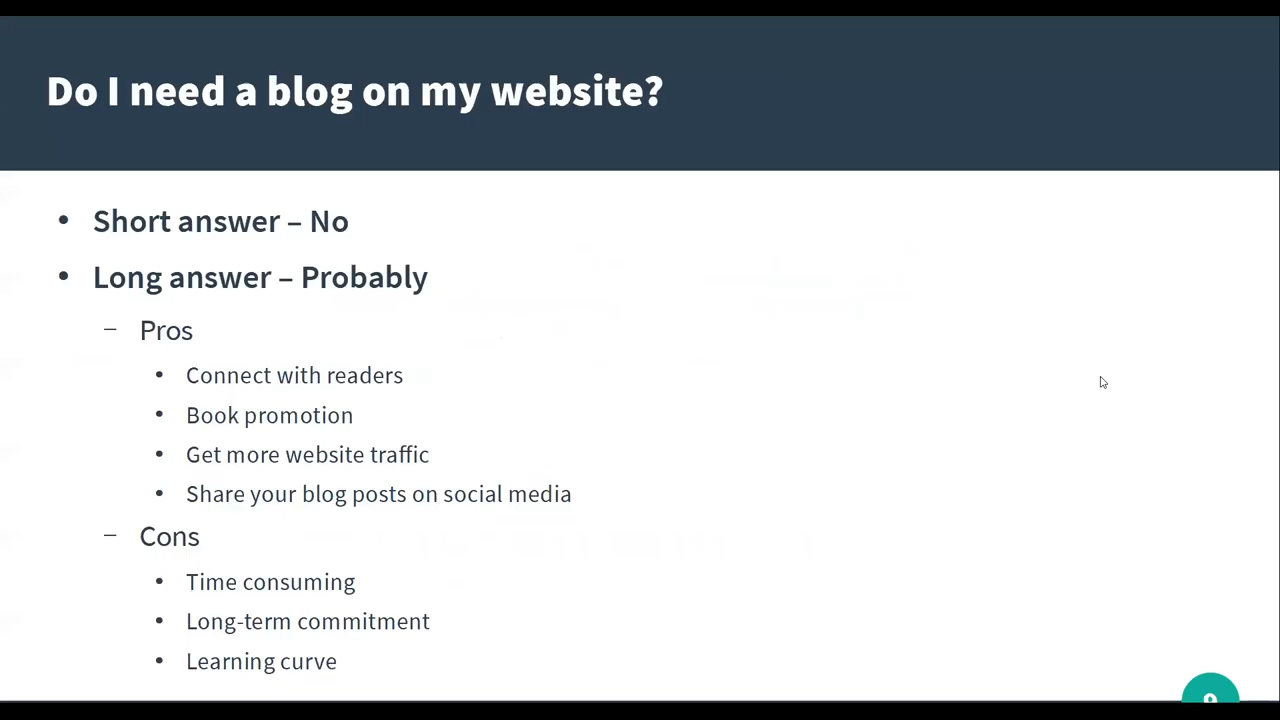 Do I need a blog on my website?
• Short answer – No
• Long answer – Probably
– Pros
• Connect with readers
• Book promotion
• Get more website traffic
• Share your blog posts on social media
– Cons
• Time consuming
• Long-term commitment
• Learning curve